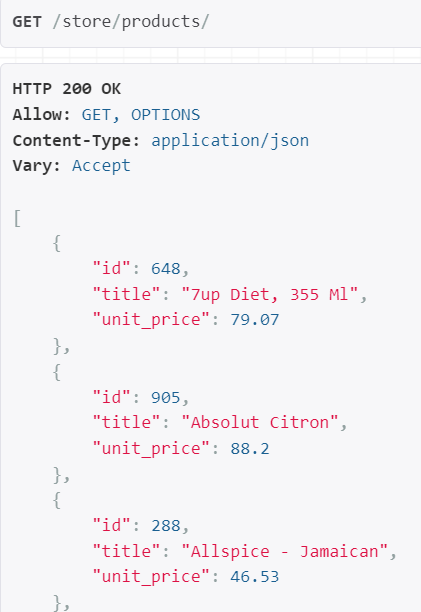 GET /store/products/
HTTP 200 OK
Allow: GET, OPTIONS
Content-Type: application/json
Vary: Accept
[
    {
        "id": 648,
        "title": "7up Diet, 355 Ml",
        "unit_price": 79.07
    },
    {
        "id": 905,
        "title": "Absolut Citron",
        "unit_price": 88.2
    },
    {
        "id": 288,
        "title": "Allspice - Jamaican",
        "unit_price": 46.53
    },